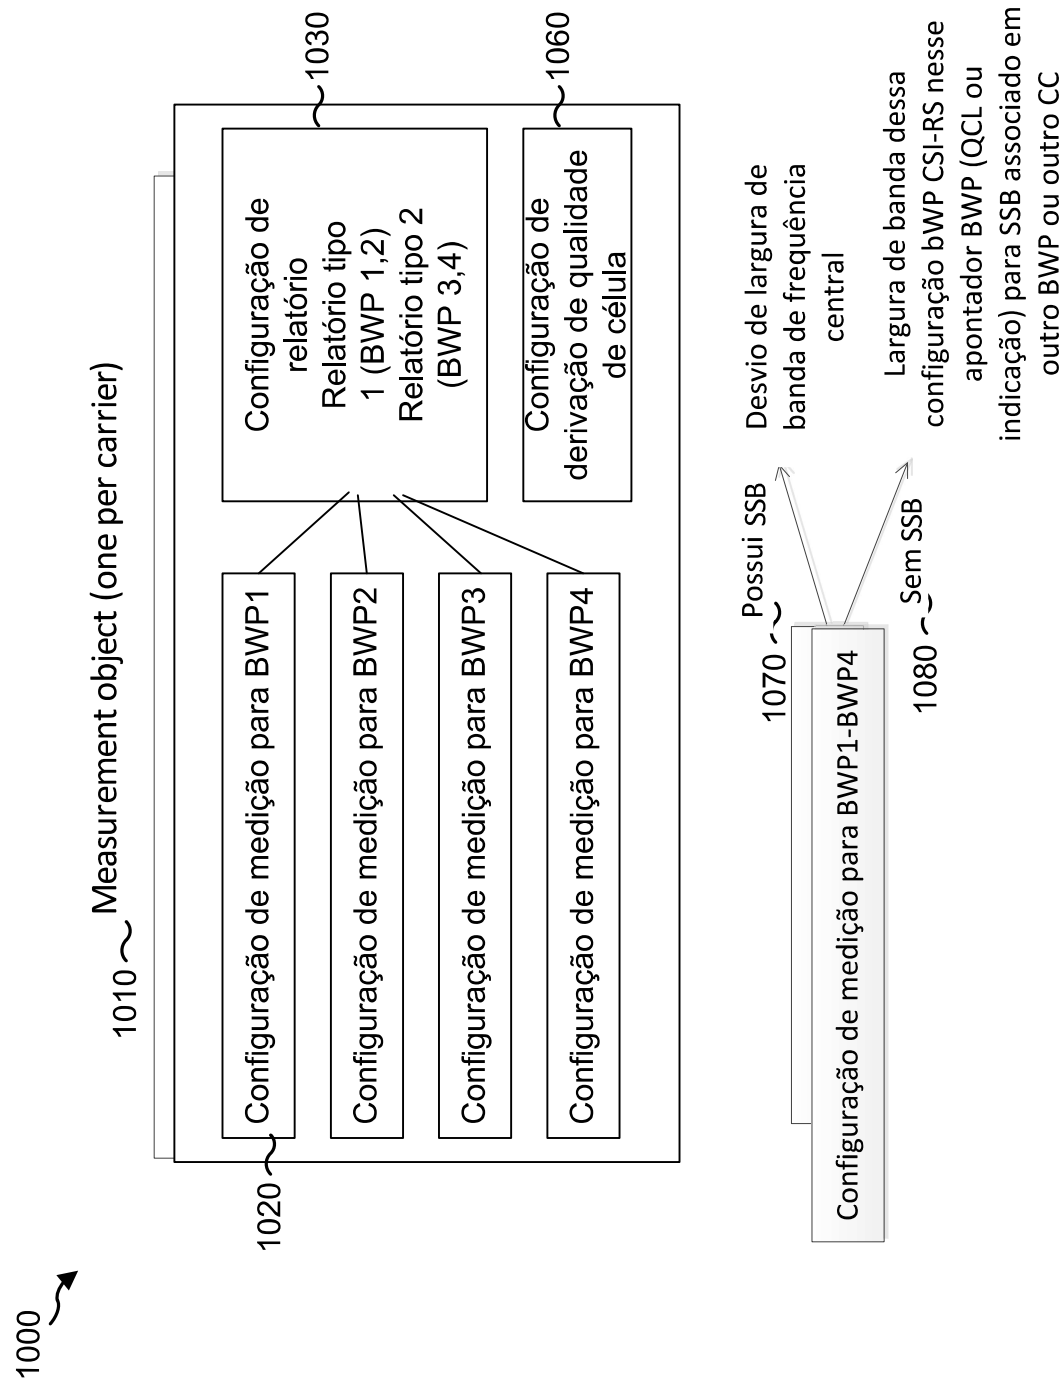 1000
1010
Measurement object (one per carrier)
1020
Configuração de medição para BWP1
Configuração de medição para BWP2
Configuração de medição para BWP3
Configuração de medição para BWP4
1030
Configuração de
relatório
Relatório tipo
1 (BWP 1,2)
Relatório tipo 2
(BWP 3,4)
1060
Configuração de
derivação de qualidade
de célula
Configuração de medição para BWP1-BWP4
1070
Possui SSB
Desvio de largura de
banda de frequência
central
1080
Sem SSB
Largura de banda dessa
configuração bWP CSI-RS nesse
apontador BWP (QCL ou
indicação) para SSB associado em
outro BWP ou outro CC